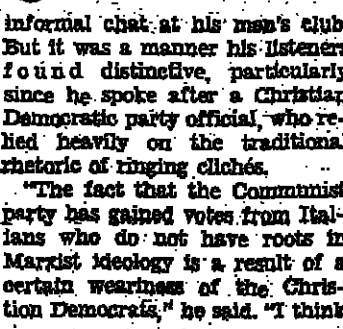 informal chat at his men's club
But it was a manner his listeners
found distinctive, particularly
since he spoke after a Christian
Democratic party official, who re-
lied heavily on the traditional
rhetoric of ringing clichés.
"The fact that the Communist
party has gained votes from Ital-
ians who do not have roots in
Marxist ideology is a result of a
certain weariness of the Chris-
tion Democrats," he said. "I think